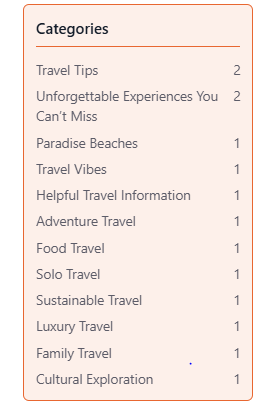 Categories
Travel Tips 2
Unforgettable Experiences You 2
Can’t Miss
Paradise Beaches 1
Travel Vibes 1
Helpful Travel Information 1
Adventure Travel 1
Food Travel 1
Solo Travel 1
Sustainable Travel 1
Luxury Travel 1
Family Travel 1
Cultural Exploration 1